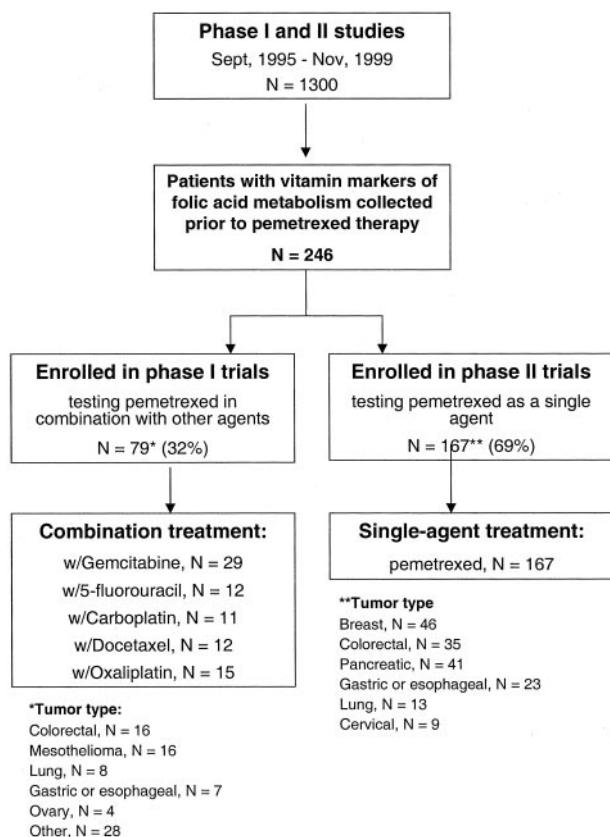 Phase I and II studies
Sept, 1995 - Nov, 1999
N = 1300
Patients with vitamin markers of
folic acid metabolism collected
prior to pemetrexed therapy
N = 246
Enrolled in phase I trials
testing pemetrexed in
combination with other agents
N = 79* (32%)
Enrolled in phase II trials
testing pemetrexed as a single
agent
N = 167** (69%)
Combination treatment:
w/Gemcitabine, N = 29
w/5-fluorouracil, N = 12
w/Carboplatin, N = 11
w/Docetaxel, N = 12
w/Oxaliplatin, N = 15
*Tumor type:
Colorectal, N = 16
Mesothelioma, N = 16
Lung, N = 8
Gastric or esophageal, N = 7
Ovary, N = 4
Other, N = 28
Single-agent treatment:
pemetrexed, N = 167
**Tumor type
Breast, N = 46
Colorectal, N = 35
Pancreatic, N = 41
Gastric or esophageal, N = 23
Lung, N = 13
Cervical, N = 9